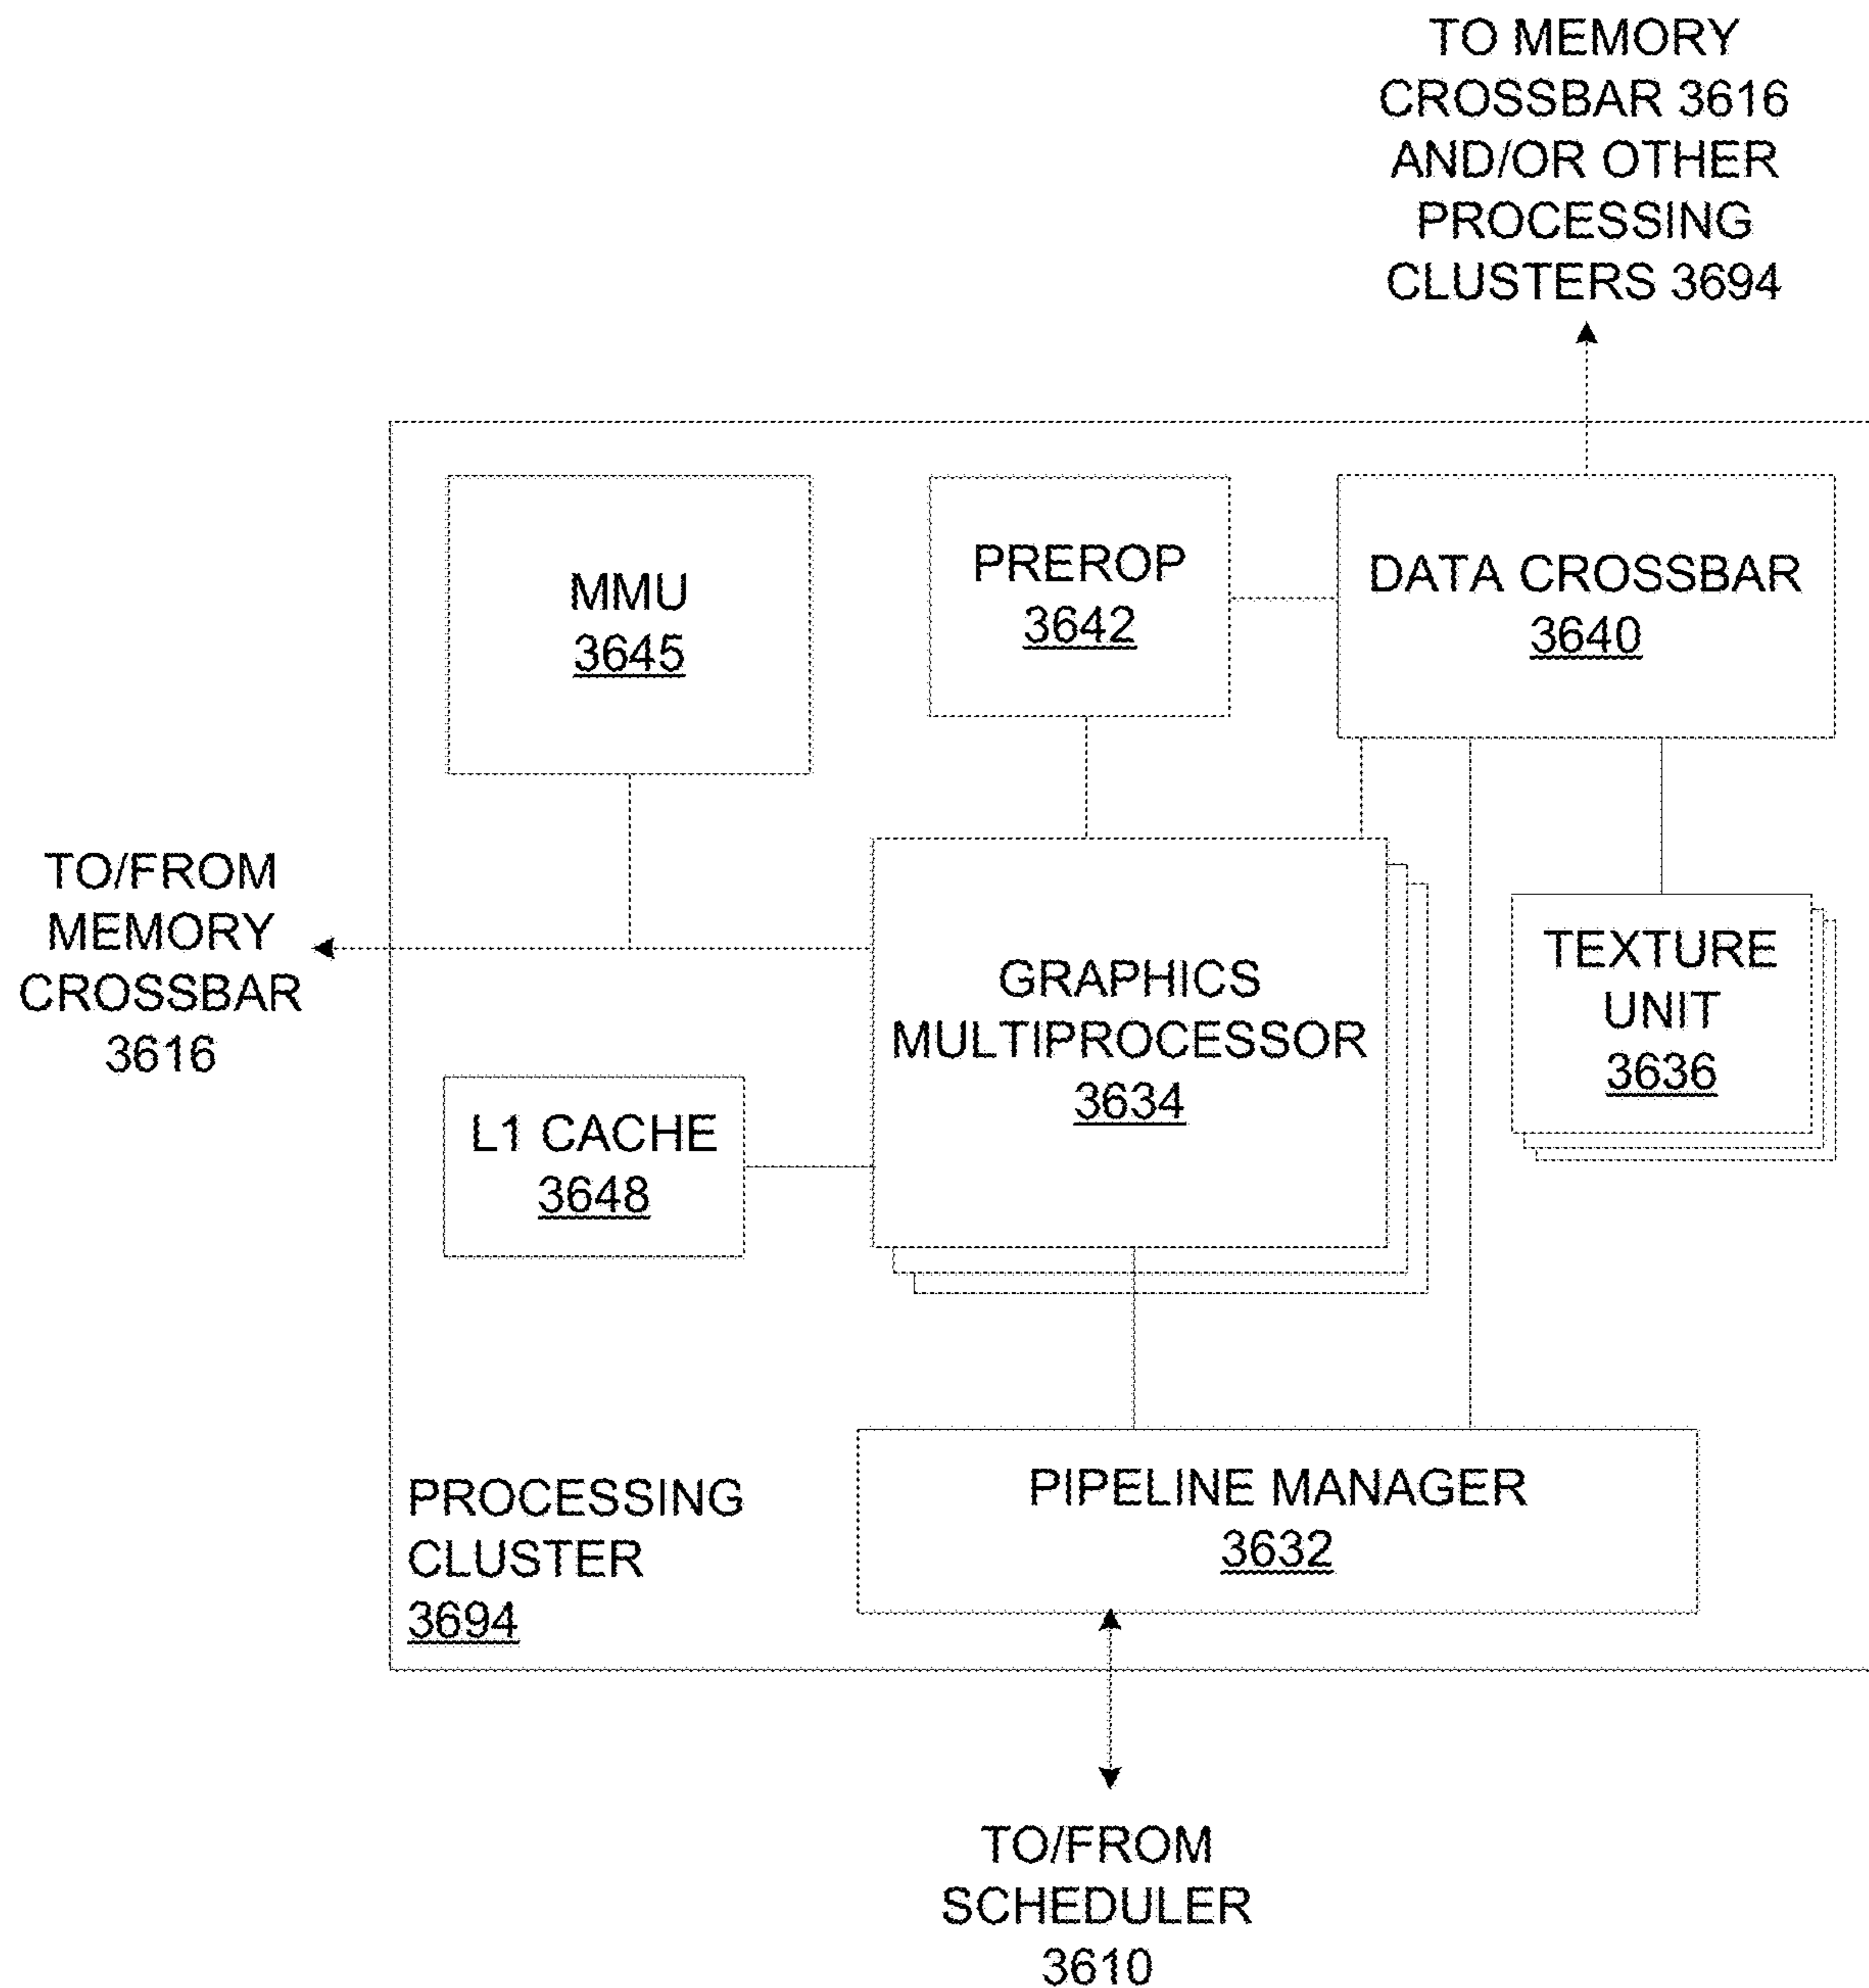 TO MEMORY
CROSSBAR 3616
AND/OR OTHER
PROCESSING
CLUSTERS 3694
MMU
3645
PREROP
3642
DATA CROSSBAR
3640
TO/FROM
MEMORY
CROSSBAR
3616
GRAPHICS
MULTIPROCESSOR
3634
TEXTURE
UNIT
3636
L1 CACHE
3648
PROCESSING
CLUSTER
3694
PIPELINE MANAGER
3632
TO/FROM
SCHEDULER
3610